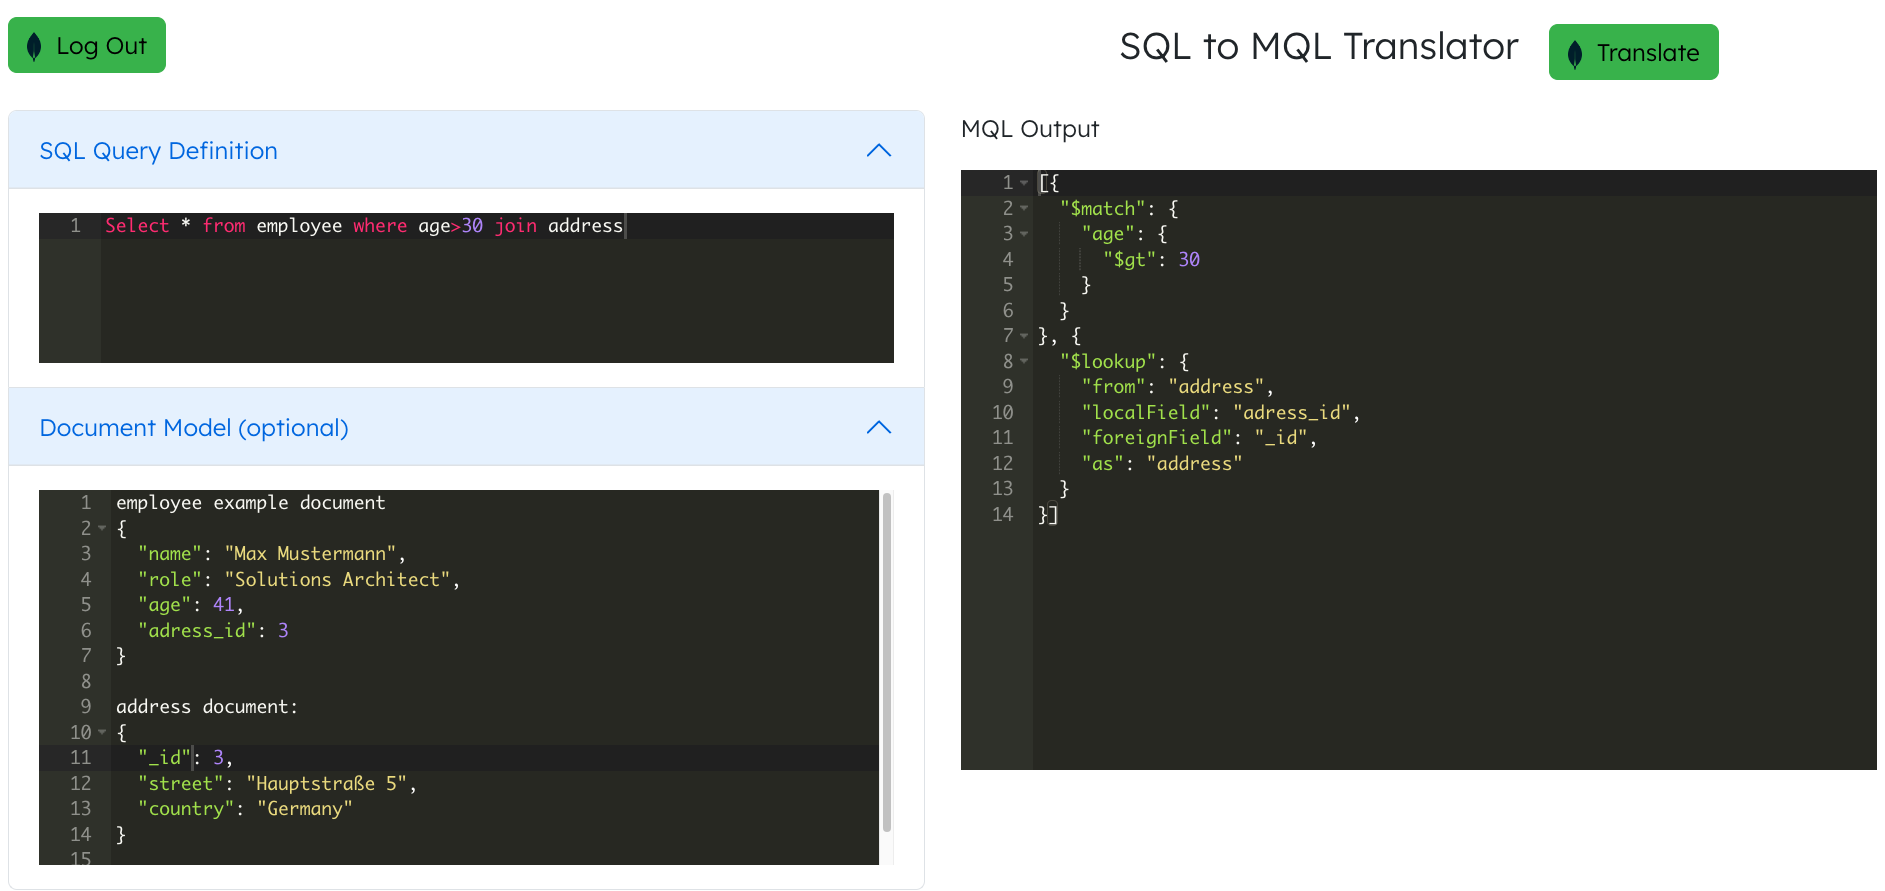 Log Out
SQL to MQL Translator
Translate
SQL Query Definition
1 Select * from employee where age>30 join address
Document Model (optional)
1 employee example document
2 {
3 "name": "Max Mustermann",
4 "role": "Solutions Architect",
5 "age": 41,
6 "adress_id": 3
7 }
8
9 address document:
10 {
11 "_id": 3,
12 "street": "Hauptstraße 5",
13 "country": "Germany"
14 }
15
MQL Output
1 [{
2 "$match": {
3 "age": {
4 "$gt": 30
5 }
6 }
7 }, {
8 "$lookup": {
9 "from": "address",
10 "localField": "adress_id",
11 "foreignField": "_id",
12 "as": "address"
13 }
14 }]